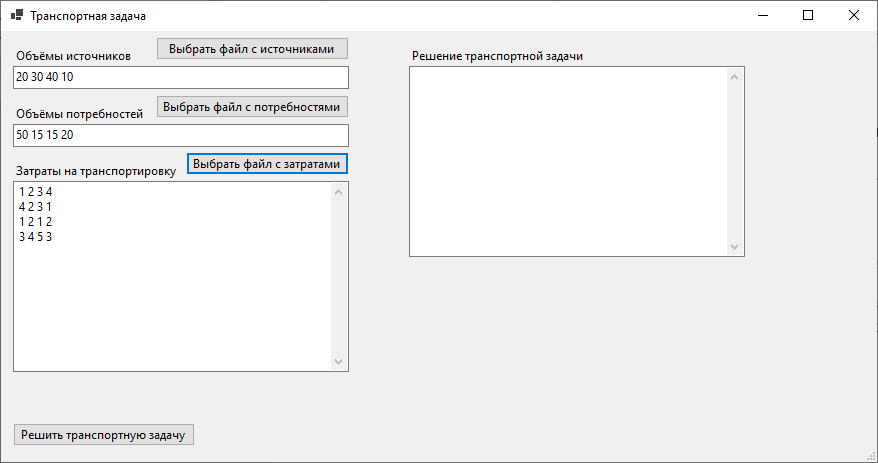 Транспортная задача
Объёмы источников
Выбрать файл с источниками
20 30 40 10
Объёмы потребностей
Выбрать файл с потребностями
50 15 15 20
Затраты на транспортировку
Выбрать файл с затратами
1 2 3 4
4 2 3 1
1 2 1 2
3 4 5 3
Решить транспортную задачу
Решение транспортной задачи